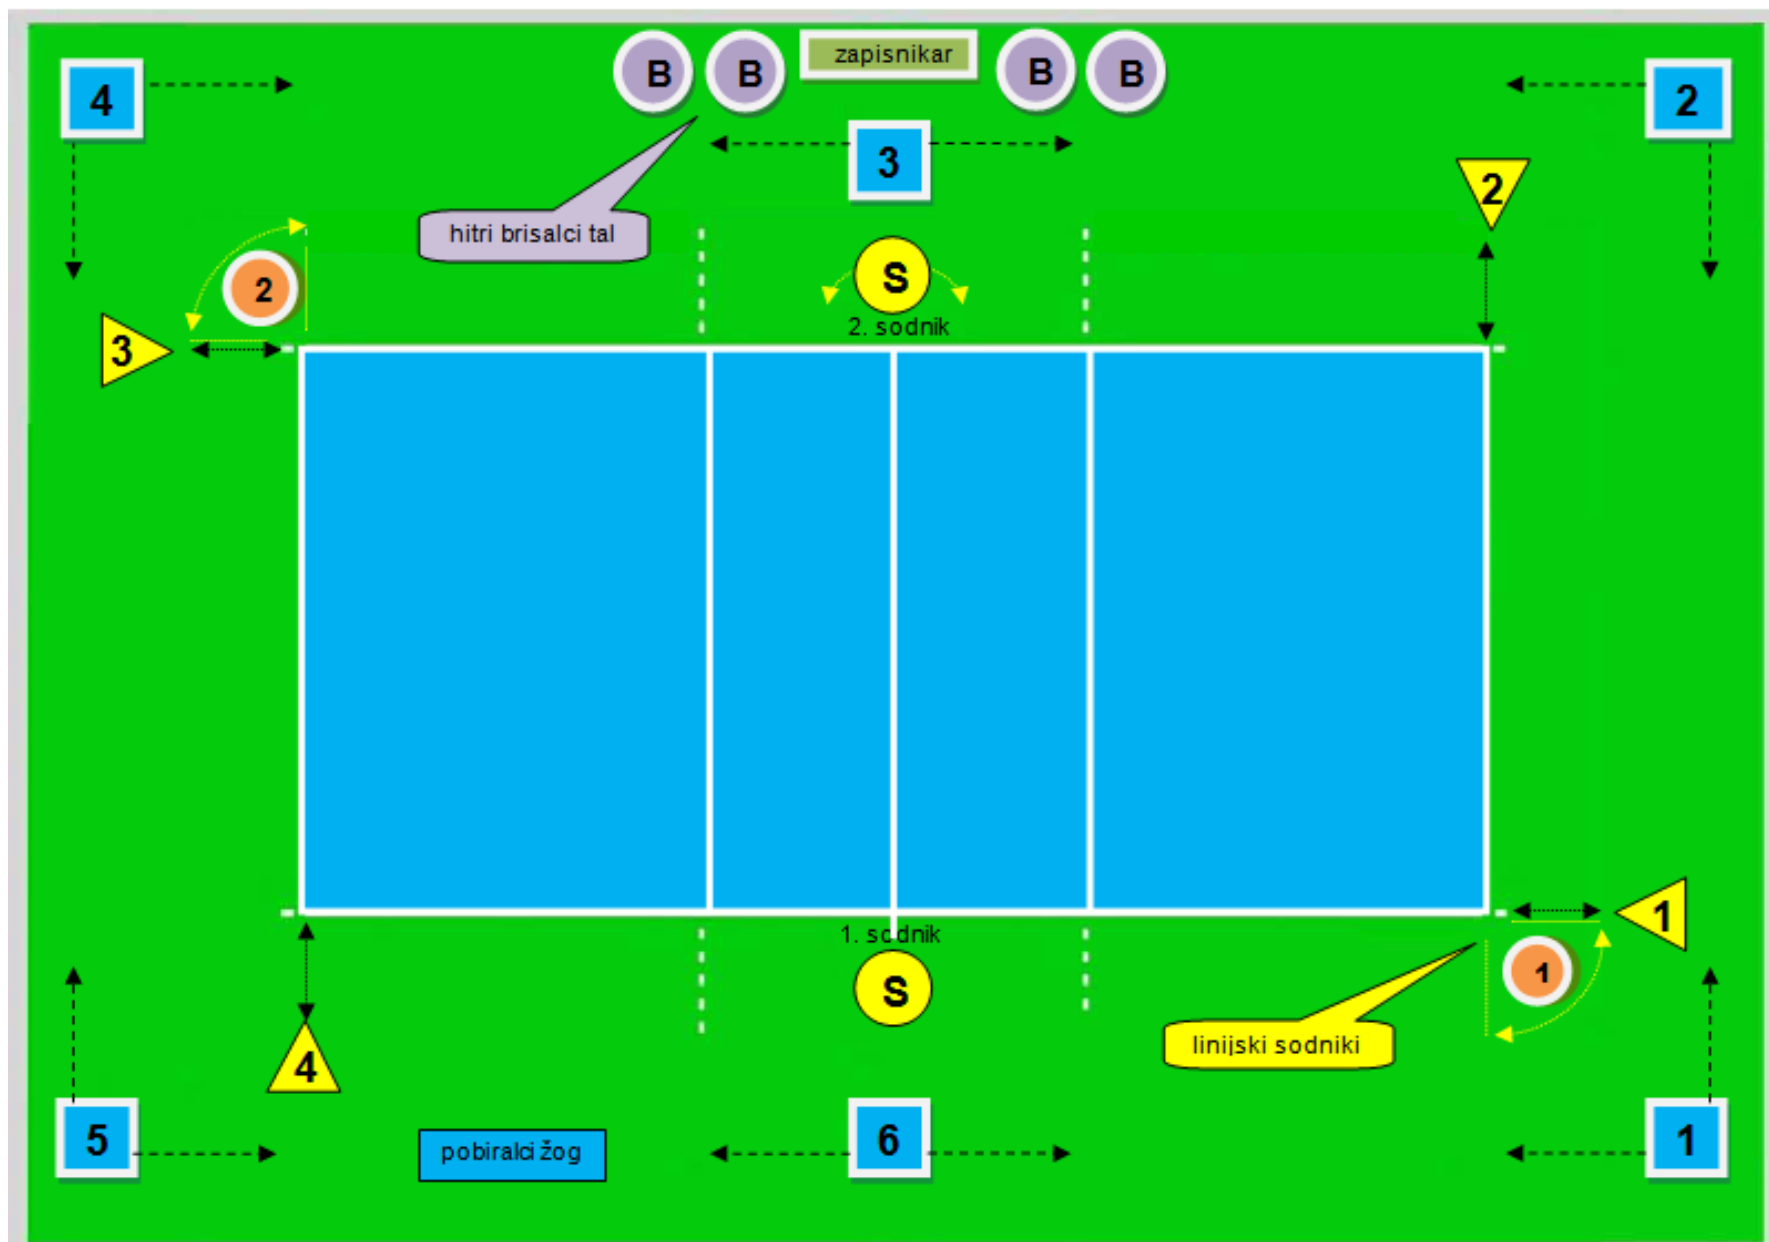 B B zapisnikar B B
4
2
3
2
hitri brisalci tal
2
S
2. sodnik
3
1. sodnik
1
S
1
linijski sodniki
4
5
pobiralci žog
6
1